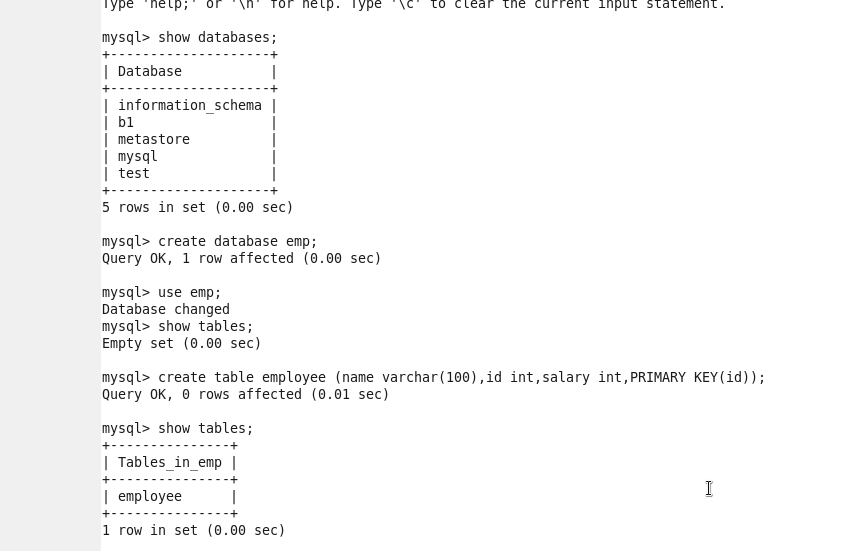 Type 'help;' or '\h' for help. Type '\c' to clear the current input statement.

mysql> show databases;
+--------------------+
| Database           |
+--------------------+
| information_schema |
| b1                 |
| metastore          |
| mysql              |
| test               |
+--------------------+
5 rows in set (0.00 sec)

mysql> create database emp;
Query OK, 1 row affected (0.00 sec)

mysql> use emp;
Database changed
mysql> show tables;
Empty set (0.00 sec)

mysql> create table employee (name varchar(100),id int,salary int,PRIMARY KEY(id));
Query OK, 0 rows affected (0.01 sec)

mysql> show tables;
+---------------+
| Tables_in_emp |
+---------------+
| employee      |
+---------------+
1 row in set (0.00 sec)